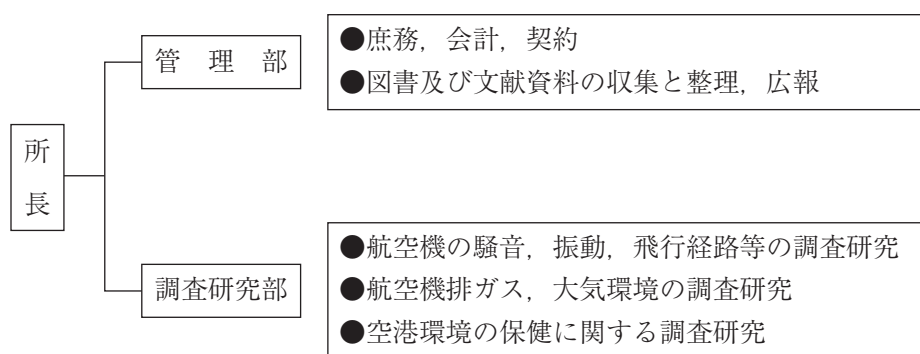 所長
管理部
●庶務，会計，契約
●図書及び文献資料の収集と整理，広報
調査研究部
●航空機の騒音，振動，飛行経路等の調査研究
●航空機排ガス，大気環境の調査研究
●空港環境の保健に関する調査研究